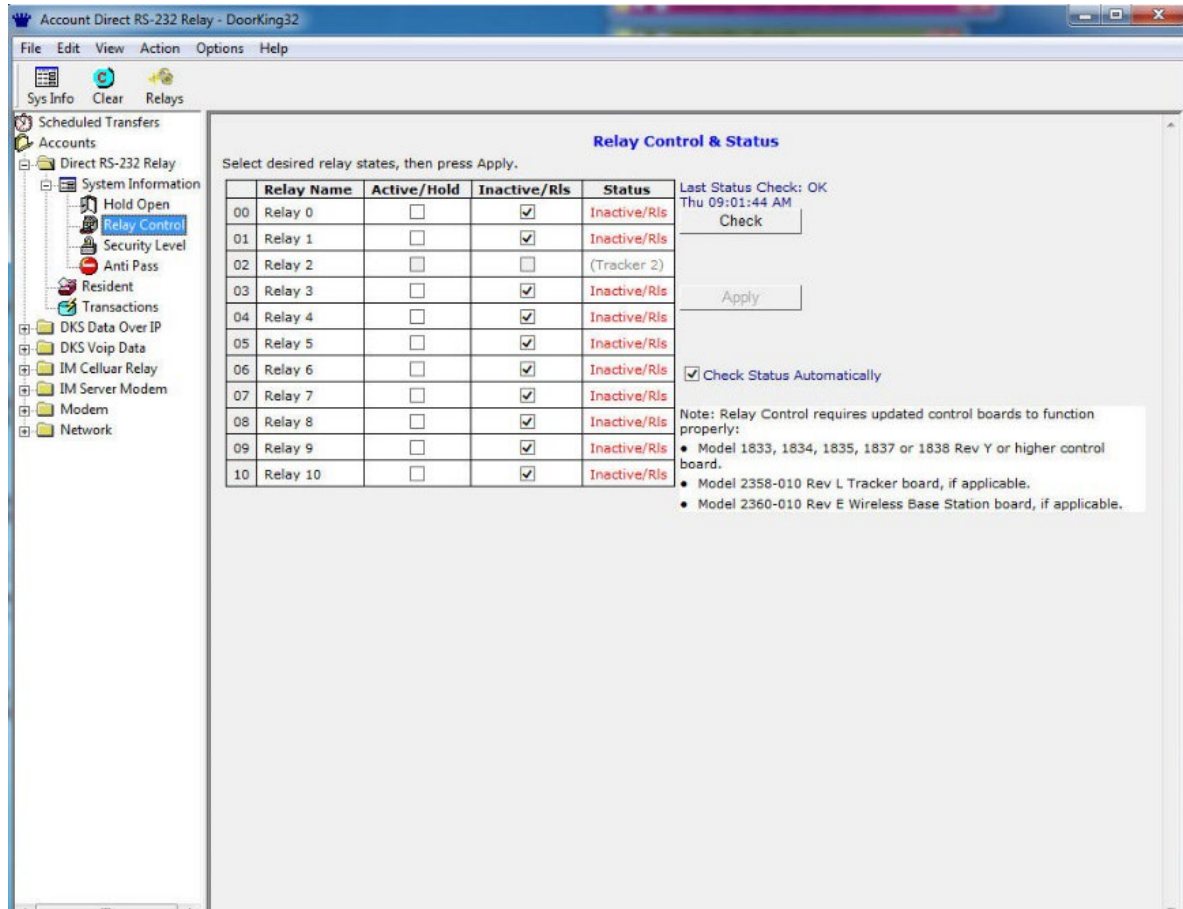 Account Direct RS-232 Relay - DoorKing32
File Edit View Action Options Help
Sys Info Clear Relays
Scheduled Transfers
Accounts
Direct RS-232 Relay
System Information
Hold Open
Relay Control
Security Level
Anti Pass
Resident
Transactions
DKS Data Over IP
DKS Voip Data
IM Celluar Relay
IM Server Modem
Modem
Network
Relay Control & Status
Select desired relay states, then press Apply.
Relay Name Active/Hold Inactive/Rls Status
00 Relay 0 Inactive/Rls
01 Relay 1 Inactive/Rls
02 Relay 2 (Tracker 2)
03 Relay 3 Inactive/Rls
04 Relay 4 Inactive/Rls
05 Relay 5 Inactive/Rls
06 Relay 6 Inactive/Rls
07 Relay 7 Inactive/Rls
08 Relay 8 Inactive/Rls
09 Relay 9 Inactive/Rls
10 Relay 10 Inactive/Rls
Last Status Check: OK
Thu 09:01:44 AM
Check
Apply
Check Status Automatically
Note: Relay Control requires updated control boards to function
properly:
• Model 1833, 1834, 1835, 1837 or 1838 Rev Y or higher control
board.
• Model 2358-010 Rev L Tracker board, if applicable.
• Model 2360-010 Rev E Wireless Base Station board, if applicable.